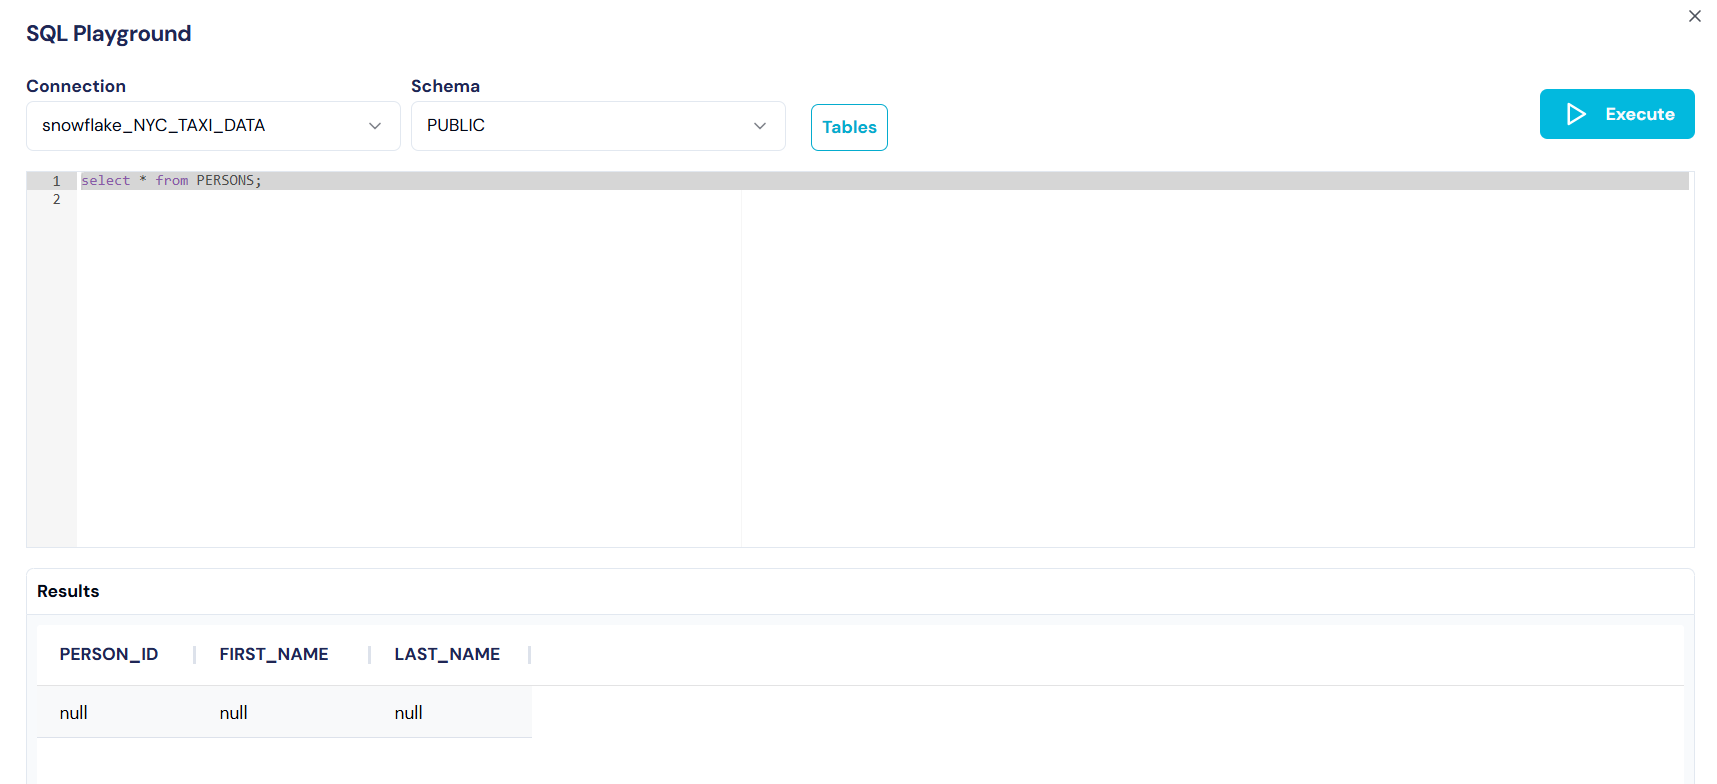 SQL Playground
Connection
Schema
snowflake_NYC_TAXI_DATA
PUBLIC
Tables
Execute
1 select * from PERSONS;
2
Results
PERSON_ID FIRST_NAME LAST_NAME
null null null